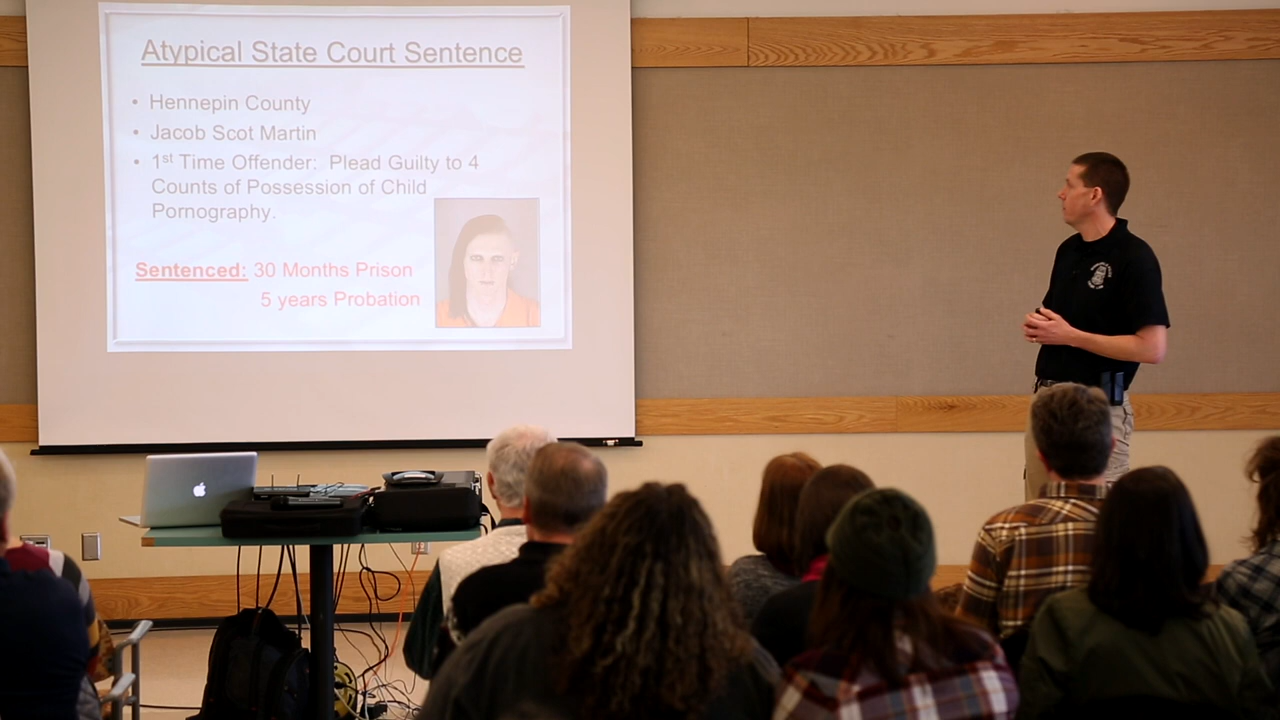 Atypical State Court Sentence
• Hennepin County
• Jacob Scot Martin
• 1st Time Offender: Plead Guilty to 4
Counts of Possession of Child
Pornography.
Sentenced: 30 Months Prison
5 years Probation